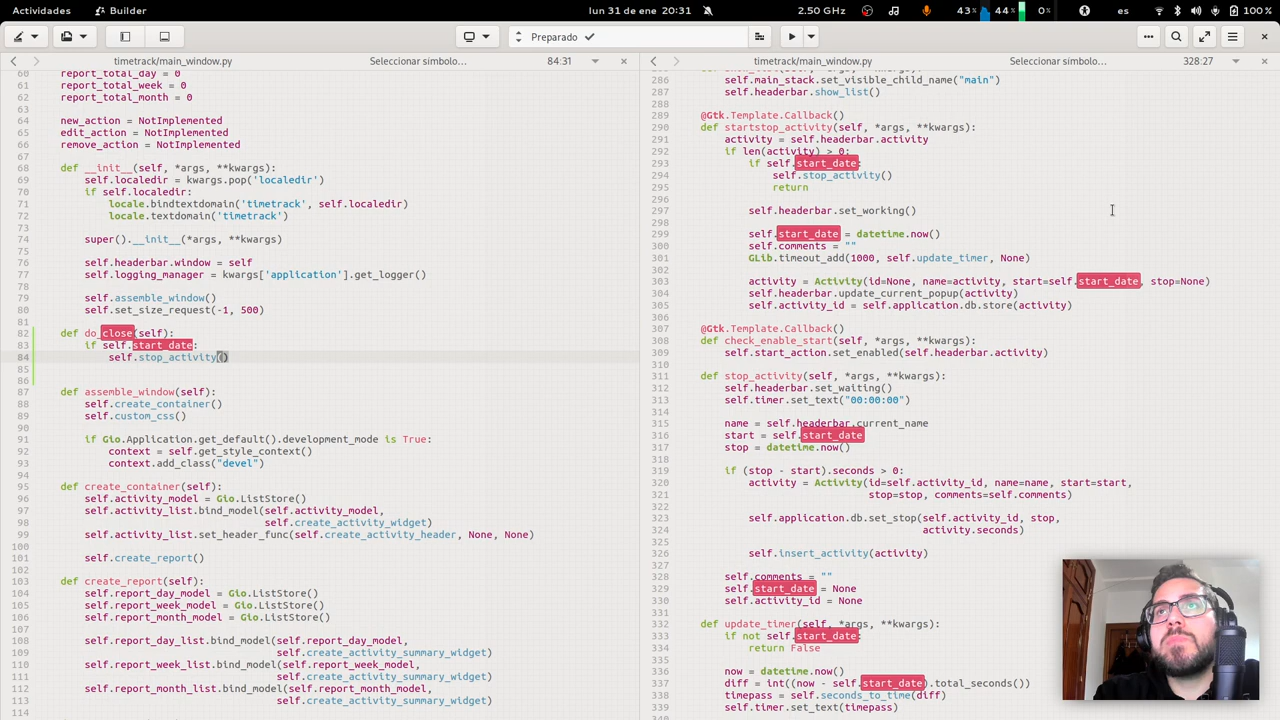 Actividades
Builder
lun 31 de ene 20:31
2.50 GHz
43%
44%
0%
es
100 %
Preparado
timetrack/main_window.py
Seleccionar símbolo…
84:31
60 report_total_day = 0
61 report_total_week = 0
62 report_total_month = 0
64 new_action = NotImplemented
65 edit_action = NotImplemented
66 remove_action = NotImplemented
67
68 def __init__(self, *args, **kwargs):
69 self.localedir = kwargs.pop('localedir')
70 if self.localedir:
71 locale.bindtextdomain('timetrack', self.localedir)
72 locale.textdomain('timetrack')
74 super().__init__(*args, **kwargs)
76 self.headerbar.window = self
77 self.logging_manager = kwargs['application'].get_logger()
78
79 self.assemble_window()
80 self.set_size_request(-1, 500)
81
82 def do_close(self):
83 if self.start_date:
84 self.stop_activity()
85
86
87 def assemble_window(self):
88 self.create_container()
89 self.custom_css()
91 if Gio.Application.get_default().development_mode is True:
92 context = self.get_style_context()
93 context.add_class("devel")
94
95 def create_container(self):
96 self.activity_model = Gio.ListStore()
97 self.activity_list.bind_model(self.activity_model,
98 self.create_activity_widget)
99 self.activity_list.set_header_func(self.create_activity_header, None, None)
100
101 self.create_report()
102
103 def create_report(self):
104 self.report_day_model = Gio.ListStore()
105 self.report_week_model = Gio.ListStore()
106 self.report_month_model = Gio.ListStore()
108 self.report_day_list.bind_model(self.report_day_model,
109 self.create_activity_summary_widget)
110 self.report_week_list.bind_model(self.report_week_model,
111 self.create_activity_summary_widget)
112 self.report_month_list.bind_model(self.report_month_model,
113 self.create_activity_summary_widget)
114
timetrack/main_window.py
Seleccionar símbolo…
328:27
286 self.main_stack.set_visible_child_name("main")
287 self.headerbar.show_list()
288
289 @Gtk.Template.Callback()
290 def startstop_activity(self, *args, **kwargs):
291 activity = self.headerbar.activity
292 if len(activity) > 0:
293 if self.start_date:
294 self.stop_activity()
295 return
296
297 self.headerbar.set_working()
298
299 self.start_date = datetime.now()
300 self.comments = ""
301 GLib.timeout_add(1000, self.update_timer, None)
302
303 activity = Activity(id=None, name=activity, start=self.start_date, stop=None)
304 self.headerbar.update_current_popup(activity)
305 self.activity_id = self.application.db.store(activity)
306
307 @Gtk.Template.Callback()
308 def check_enable_start(self, *args, **kwargs):
309 self.start_action.set_enabled(self.headerbar.activity)
311 def stop_activity(self, *args, **kwargs):
312 self.headerbar.set_waiting()
313 self.timer.set_text("00:00:00")
314
315 name = self.headerbar.current_name
316 start = self.start_date
317 stop = datetime.now()
319 if (stop - start).seconds > 0:
320 activity = Activity(id=self.activity_id, name=name, start=start,
321 stop=stop, comments=self.comments)
323 self.application.db.set_stop(self.activity_id, stop,
324 activity.seconds)
326 self.insert_activity(activity)
327
328 self.comments = ""
329 self.start_date = None
330 self.activity_id = None
331
332 def update_timer(self, *args, **kwargs):
333 if not self.start_date:
334 return False
335
336 now = datetime.now()
337 diff = int((now - self.start_date).total_seconds())
338 timepass = self.seconds_to_time(diff)
339 self.timer.set_text(timepass)